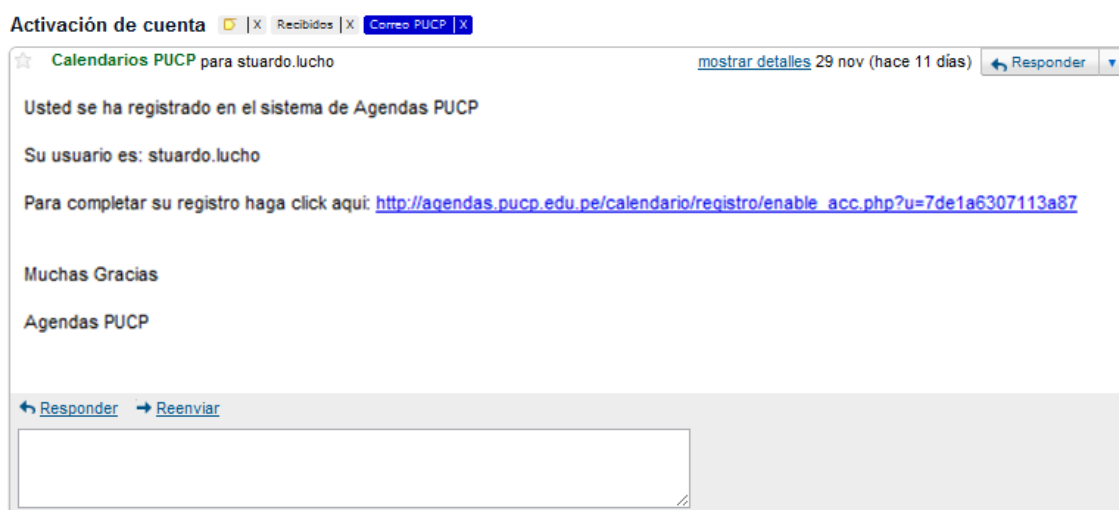 Activación de cuenta | X Recibidos | X Correo PUCP | X
Calendarios PUCP para stuardo.lucho mostrar detalles 29 nov (hace 11 días) Responder
Usted se ha registrado en el sistema de Agendas PUCP
Su usuario es: stuardo.lucho
Para completar su registro haga click aqui: http://agendas.pucp.edu.pe/calendario/registro/enable_acc.php?u=7de1a6307113a87
Muchas Gracias
Agendas PUCP
Responder Reenviar